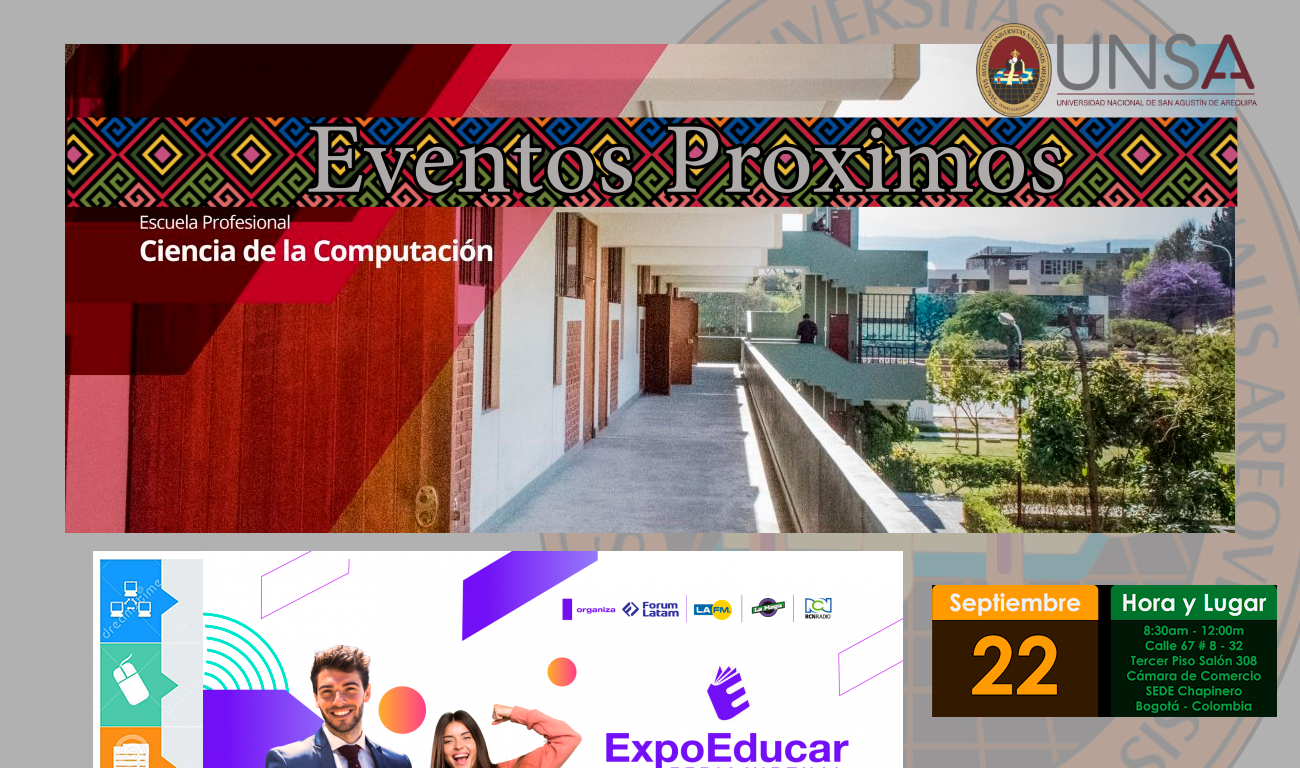 UNSA
UNIVERSIDAD NACIONAL DE SAN AGUSTÍN DE AREQUIPA
Eventos Proximos
Escuela Profesional
Ciencia de la Computación
organiza Forum Latam LA FM. La Mega RCN RADIO
ExpoEducar
dreamstime
Septiembre
22
Hora y Lugar
8:30am - 12:00m
Calle 67 # 8 - 32
Tercer Piso Salón 308
Cámara de Comercio
SEDE Chapinero
Bogotá - Colombia